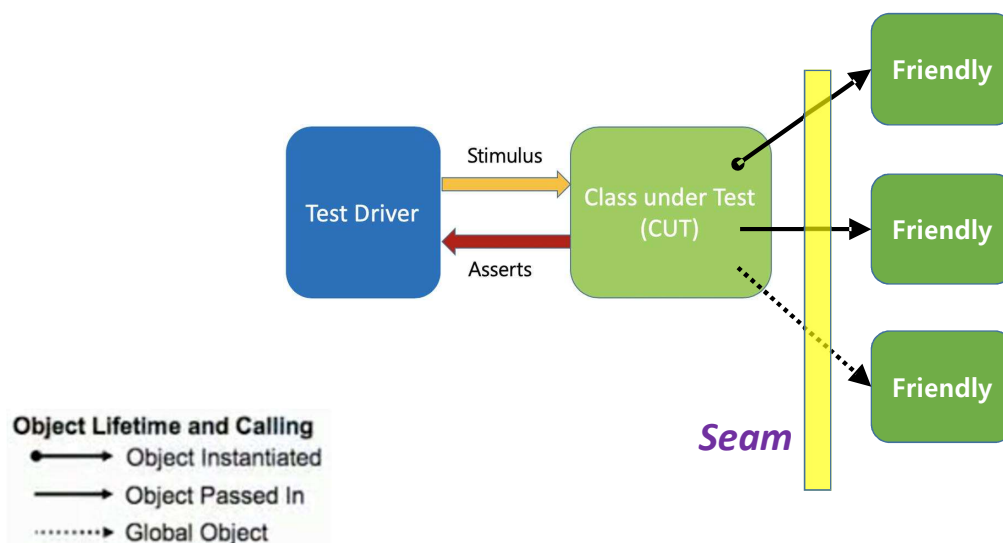 Friendly
Stimulus
Test Driver
Class under Test
(CUT)
Friendly
Asserts
Friendly
Seam
Object Lifetime and Calling
Object Instantiated
Object Passed In
Global Object